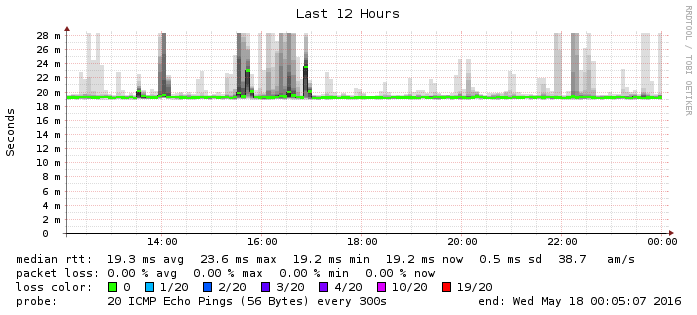 Last 12 Hours
RRDTOOL / TOBI OETIKER
Seconds
28 m
26 m
24 m
22 m
20 m
18 m
16 m
14 m
12 m
10 m
8 m
6 m
4 m
2 m
0
14:00 16:00 18:00 20:00 22:00 00:00
median rtt: 19.3 ms avg 23.6 ms max 19.2 ms min 19.2 ms now 0.5 ms sd 38.7 am/s
packet loss: 0.00 % avg 0.00 % max 0.00 % min 0.00 % now
loss color: 0 1/20 2/20 3/20 4/20 10/20 19/20
probe: 20 ICMP Echo Pings (56 Bytes) every 300s end: Wed May 18 00:05:07 2016